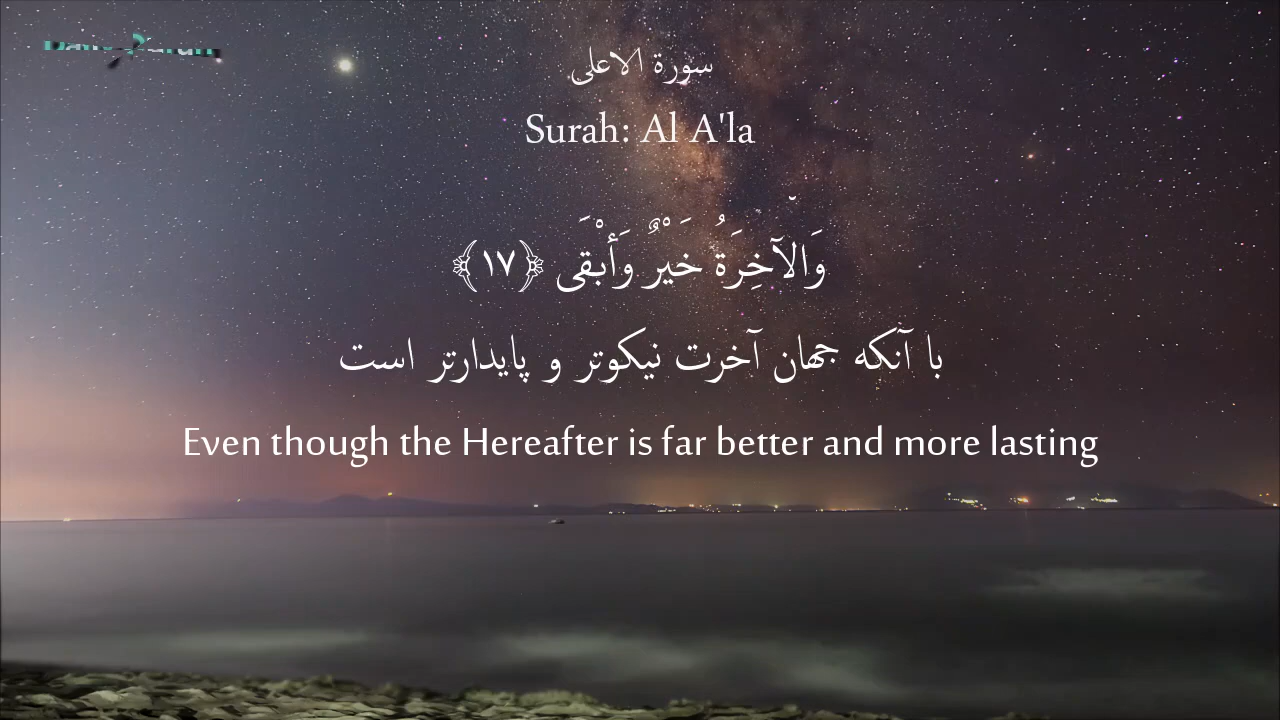 سورة الاعلى
Surah: Al A'la
وَالْآخِرَةُ خَيْرٌ وَأَبْقَى ﴿١٧﴾
با آنکه جهان آخرت نیکوتر و پایدارتر است
Even though the Hereafter is far better and more lasting